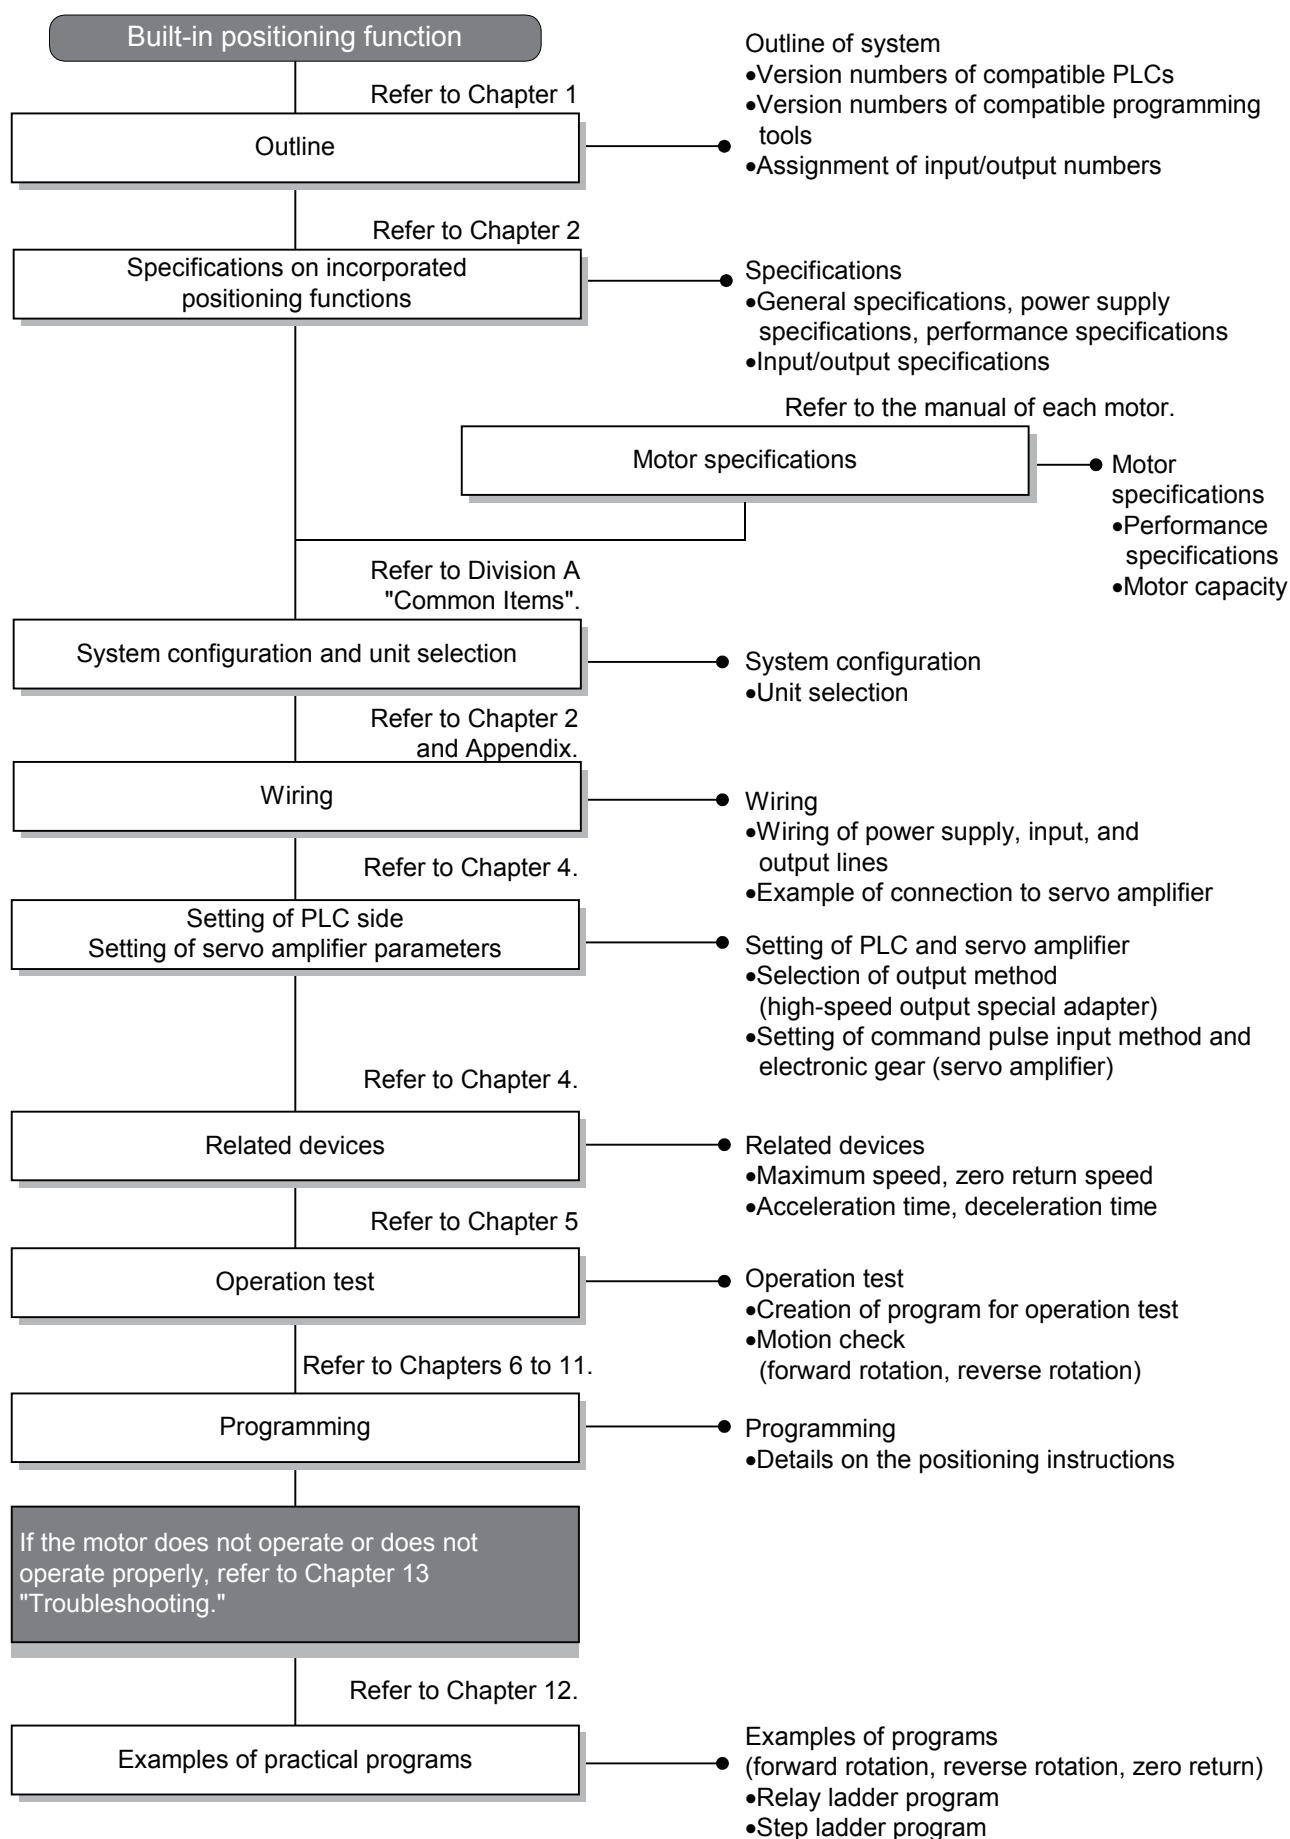 Built-in positioning function
Refer to Chapter 1
Outline
Outline of system
•Version numbers of compatible PLCs
•Version numbers of compatible programming
tools
•Assignment of input/output numbers
Refer to Chapter 2
Specifications on incorporated
positioning functions
Specifications
•General specifications, power supply
specifications, performance specifications
•Input/output specifications
Refer to the manual of each motor.
Motor specifications
Motor
specifications
•Performance
specifications
•Motor capacity
Refer to Division A
"Common Items".
System configuration and unit selection
System configuration
•Unit selection
Refer to Chapter 2
and Appendix.
Wiring
Wiring
•Wiring of power supply, input, and
output lines
•Example of connection to servo amplifier
Refer to Chapter 4.
Setting of PLC side
Setting of servo amplifier parameters
Setting of PLC and servo amplifier
•Selection of output method
(high-speed output special adapter)
•Setting of command pulse input method and
electronic gear (servo amplifier)
Refer to Chapter 4.
Related devices
Related devices
•Maximum speed, zero return speed
•Acceleration time, deceleration time
Refer to Chapter 5
Operation test
Operation test
•Creation of program for operation test
•Motion check
(forward rotation, reverse rotation)
Refer to Chapters 6 to 11.
Programming
Programming
•Details on the positioning instructions
If the motor does not operate or does not
operate properly, refer to Chapter 13
"Troubleshooting."
Refer to Chapter 12.
Examples of practical programs
Examples of programs
(forward rotation, reverse rotation, zero return)
•Relay ladder program
•Step ladder program